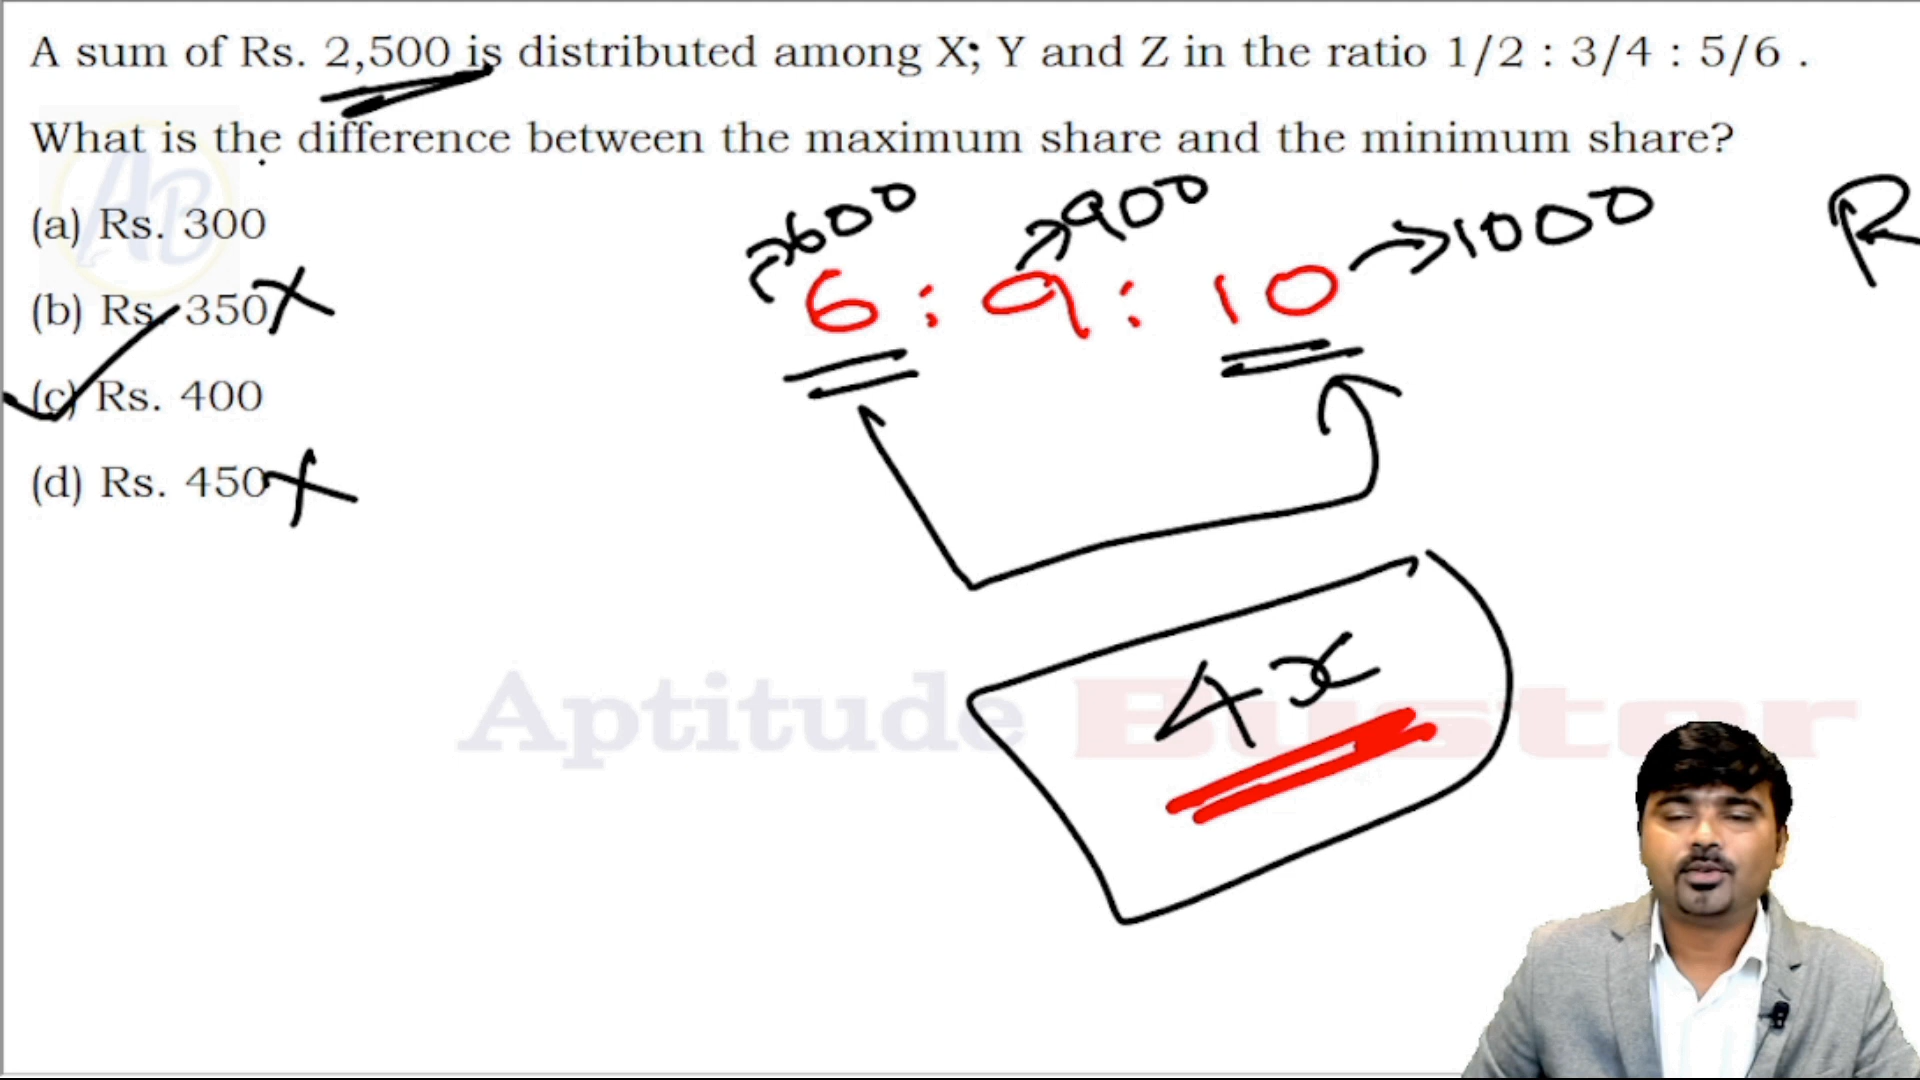 A sum of Rs. 2,500 is distributed among X; Y and Z in the ratio 1/2 : 3/4 : 5/6 .
What is the difference between the maximum share and the minimum share?
(a) Rs. 300
(b) Rs. 350 X
(c) Rs. 400
(d) Rs. 450 X
600 900 1000 R
6 : 9 : 10
4x
AB
Aptitude Buster